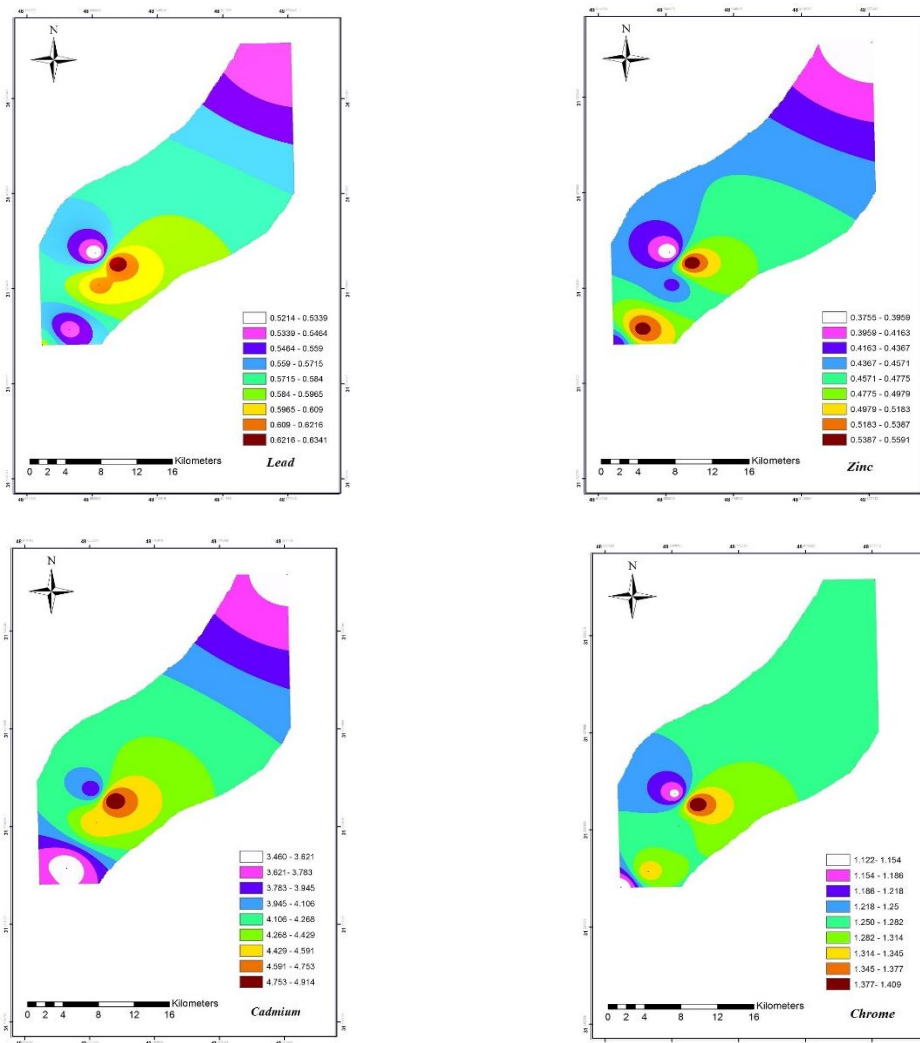 N
0.5214 - 0.5339
0.5339 - 0.5464
0.5464 - 0.559
0.559 - 0.5715
0.5715 - 0.584
0.584 - 0.5965
0.5965 - 0.609
0.609 - 0.6216
0.6216 - 0.6341
Kilometers
0 2 4 8 12 16
Lead
N
0.3755 - 0.3959
0.3959 - 0.4163
0.4163 - 0.4367
0.4367 - 0.4571
0.4571 - 0.4775
0.4775 - 0.4979
0.4979 - 0.5183
0.5183 - 0.5387
0.5387 - 0.5591
Kilometers
0 2 4 8 12 16
Zinc
N
3.460 - 3.621
3.621 - 3.783
3.783 - 3.945
3.945 - 4.106
4.106 - 4.268
4.268 - 4.429
4.429 - 4.591
4.591 - 4.753
4.753 - 4.914
Kilometers
0 2 4 8 12 16
Cadmium
N
1.122- 1.154
1.154 - 1.186
1.186 - 1.218
1.218 - 1.25
1.250 - 1.282
1.282 - 1.314
1.314 - 1.345
1.345 - 1.377
1.377- 1.409
Kilometers
0 2 4 8 12 16
Chrome